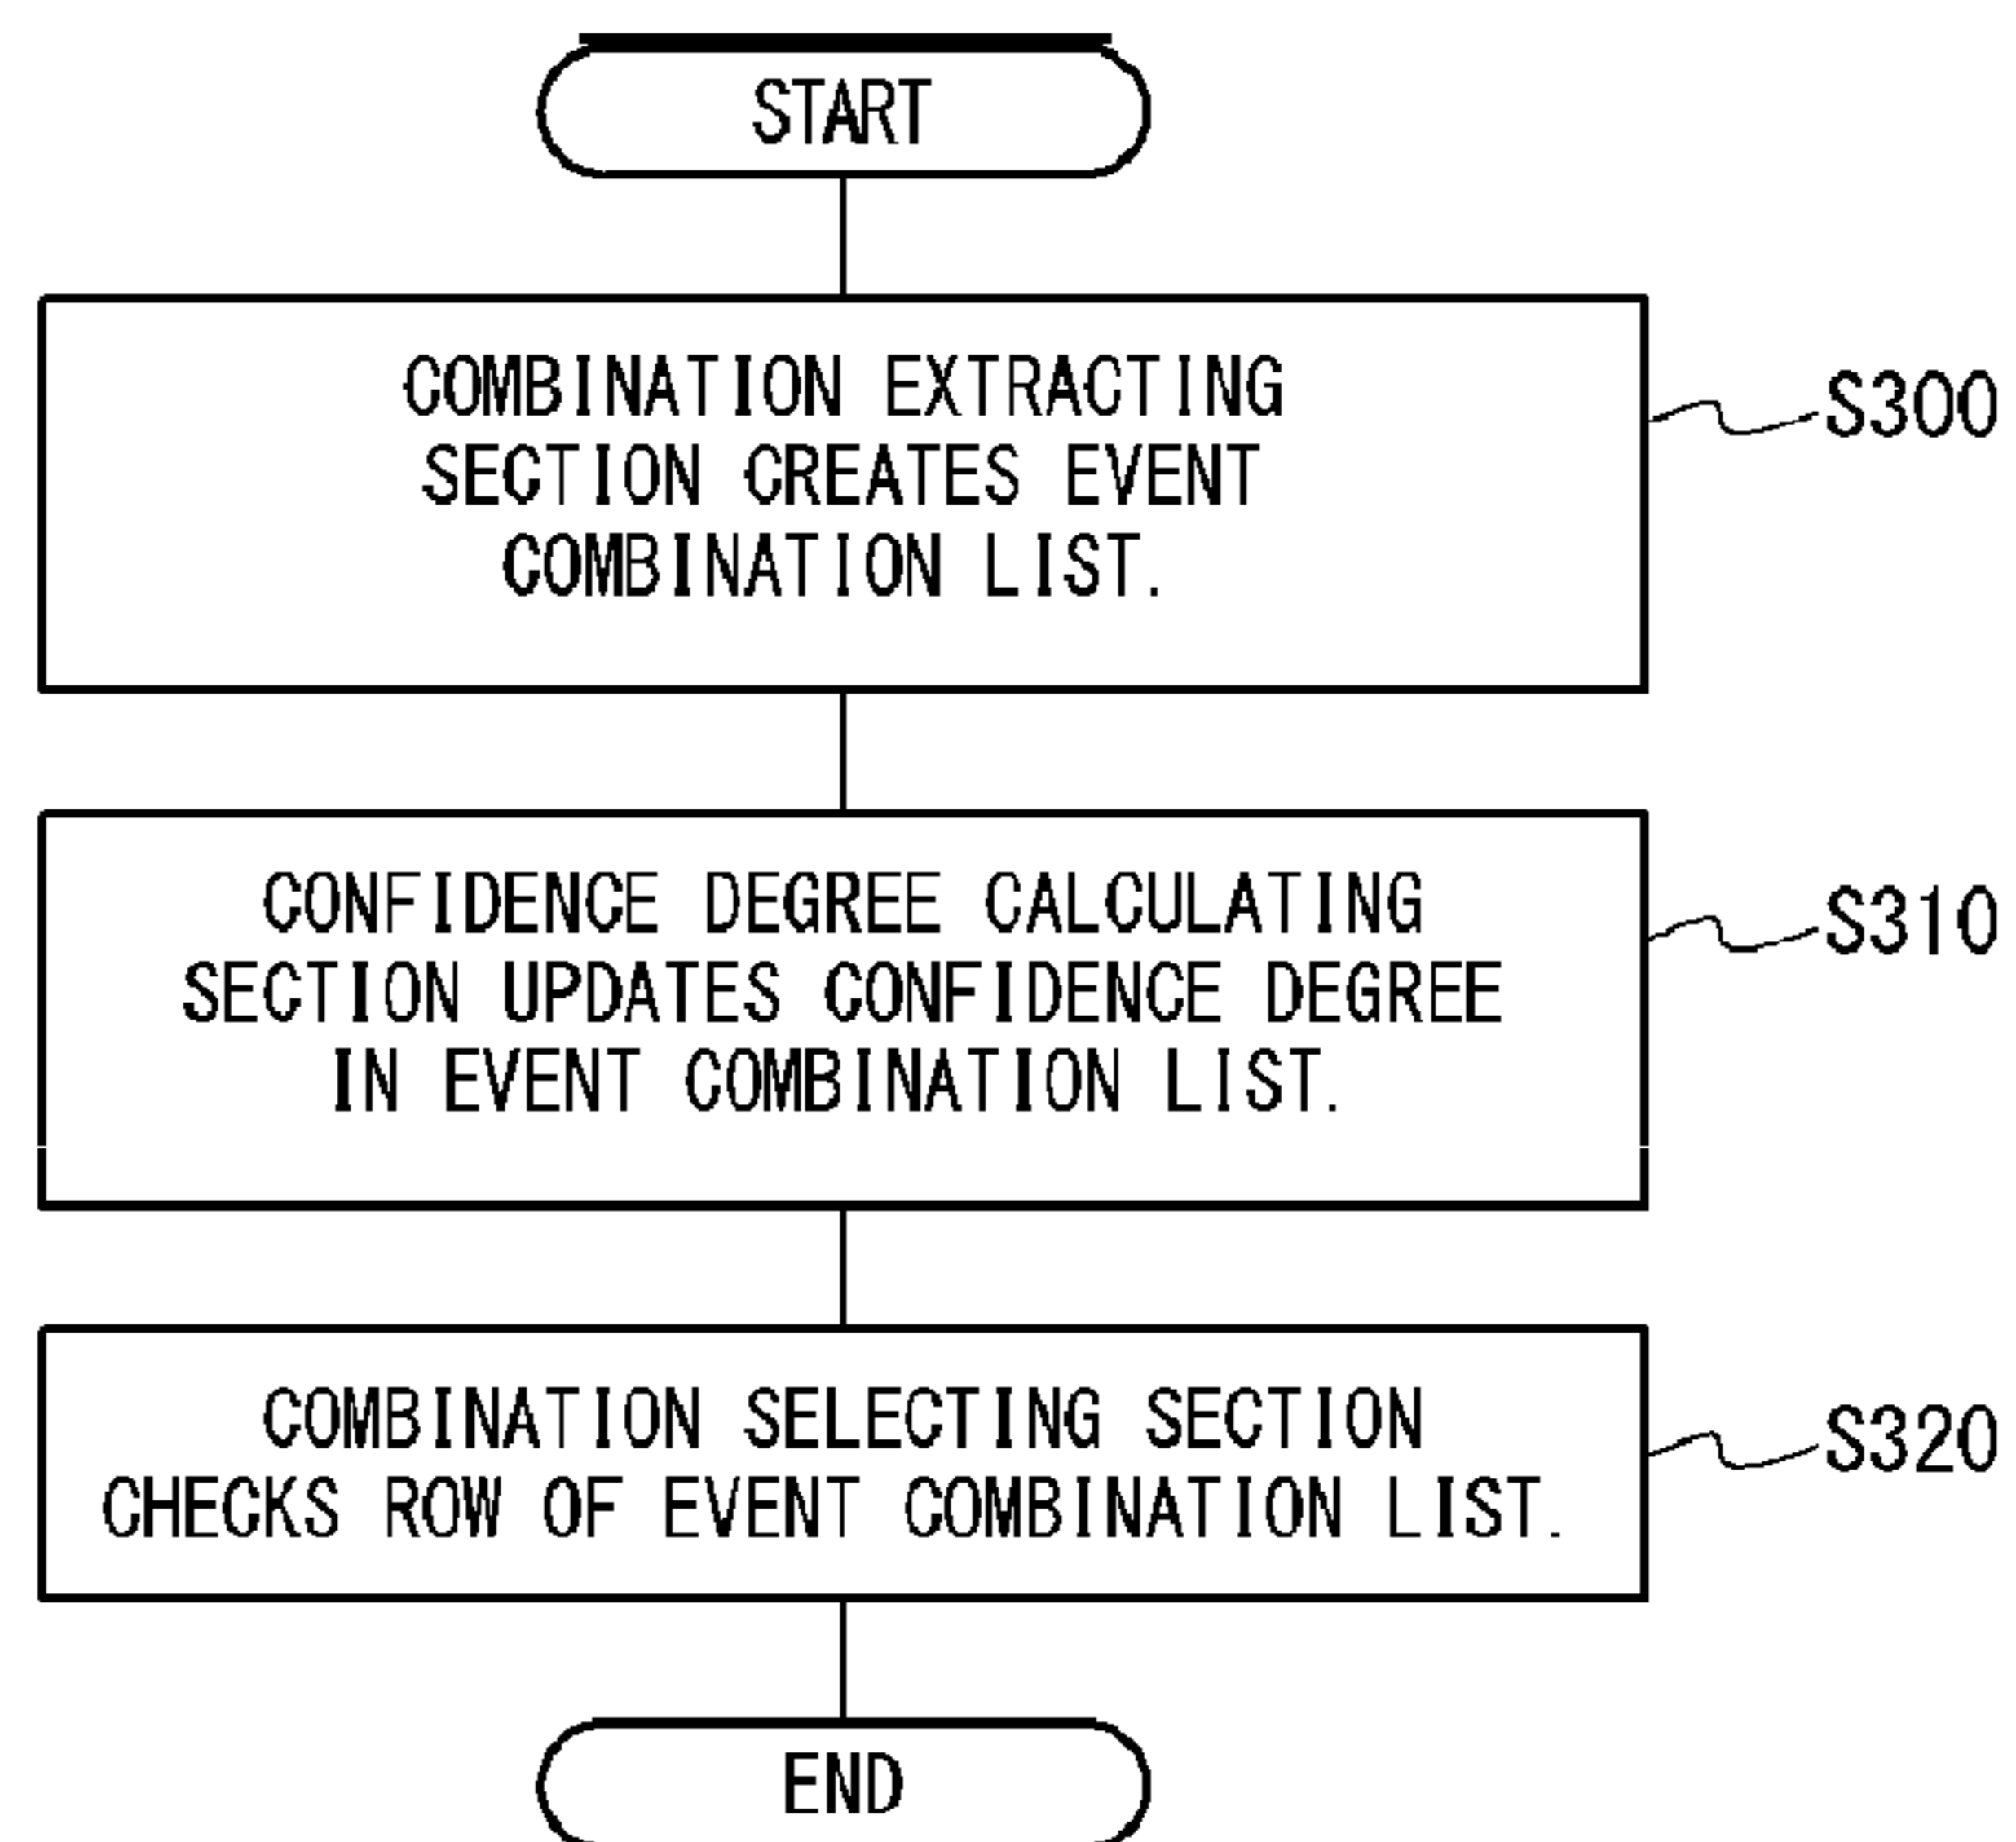 START
COMBINATION EXTRACTING
SECTION CREATES EVENT
COMBINATION LIST.
S300
CONFIDENCE DEGREE CALCULATING
SECTION UPDATES CONFIDENCE DEGREE
IN EVENT COMBINATION LIST.
S310
COMBINATION SELECTING SECTION
CHECKS ROW OF EVENT COMBINATION LIST.
S320
END